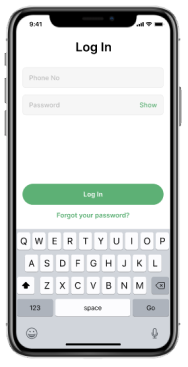 9:41
Log In
Phone No
Password Show
Log In
Forgot your password?
Q W E R T Y U I O P
A S D F G H J K L
Z X C V B N M
123 space Go